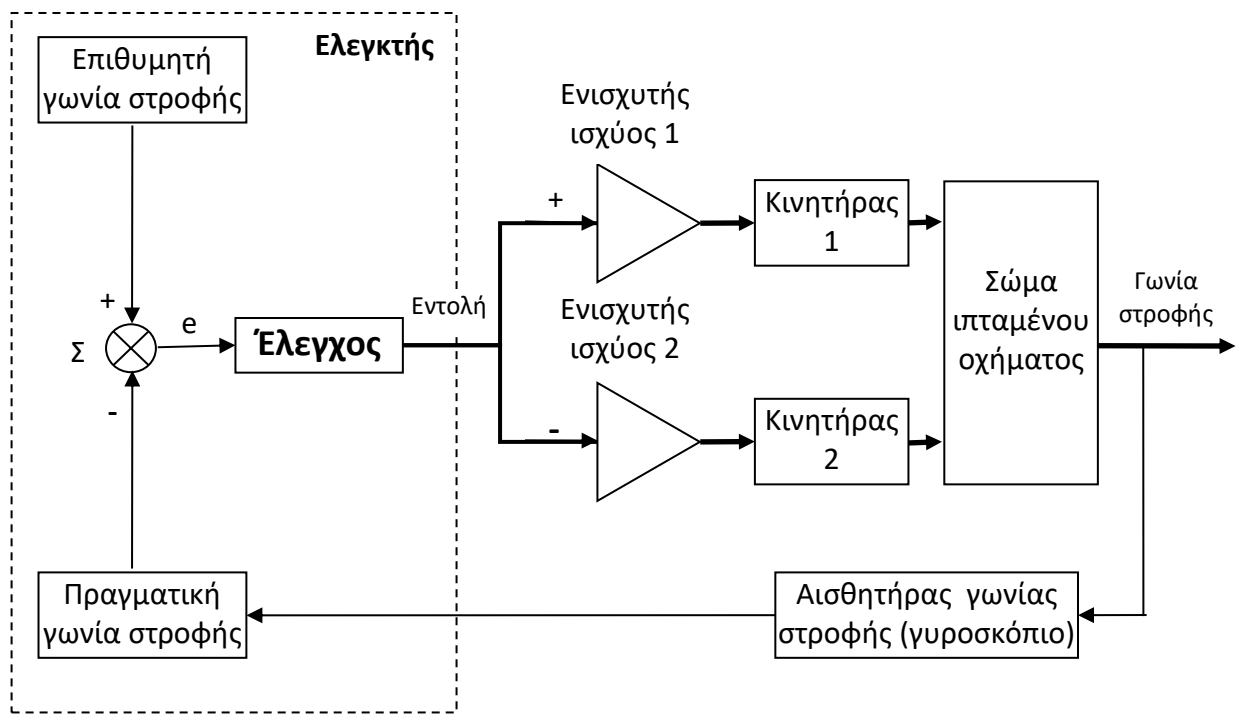 Επιθυμητή
γωνία στροφής
Ελεγκτής
Ενισχυτής
ισχύος 1
+
Κινητήρας
1
Σώμα
ιπταμένου
οχήματος
Γωνία
στροφής
+
Σ
e
Έλεγχος
Εντολή
Ενισχυτής
ισχύος 2
-
-
Κινητήρας
2
Πραγματική
γωνία στροφής
Αισθητήρας γωνίας
στροφής (γυροσκόπιο)